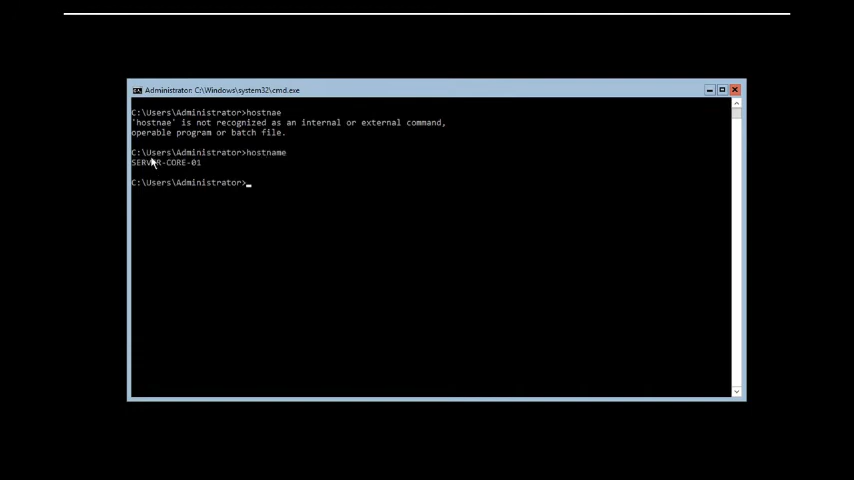 Administrator: C:\Windows\system32\cmd.exe
C:\Users\Administrator>hostnae
'hostnae' is not recognized as an internal or external command,
operable program or batch file.
C:\Users\Administrator>hostname
SERVER-CORE-01
C:\Users\Administrator>